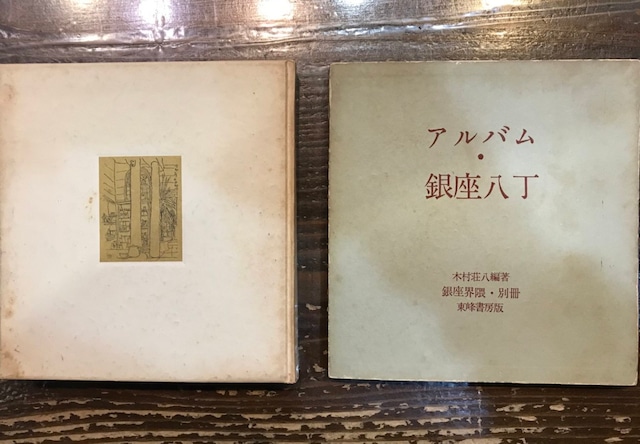 アルバム
・
銀座八丁
木村荘八編著
銀座界隈・別冊
東峰書房版